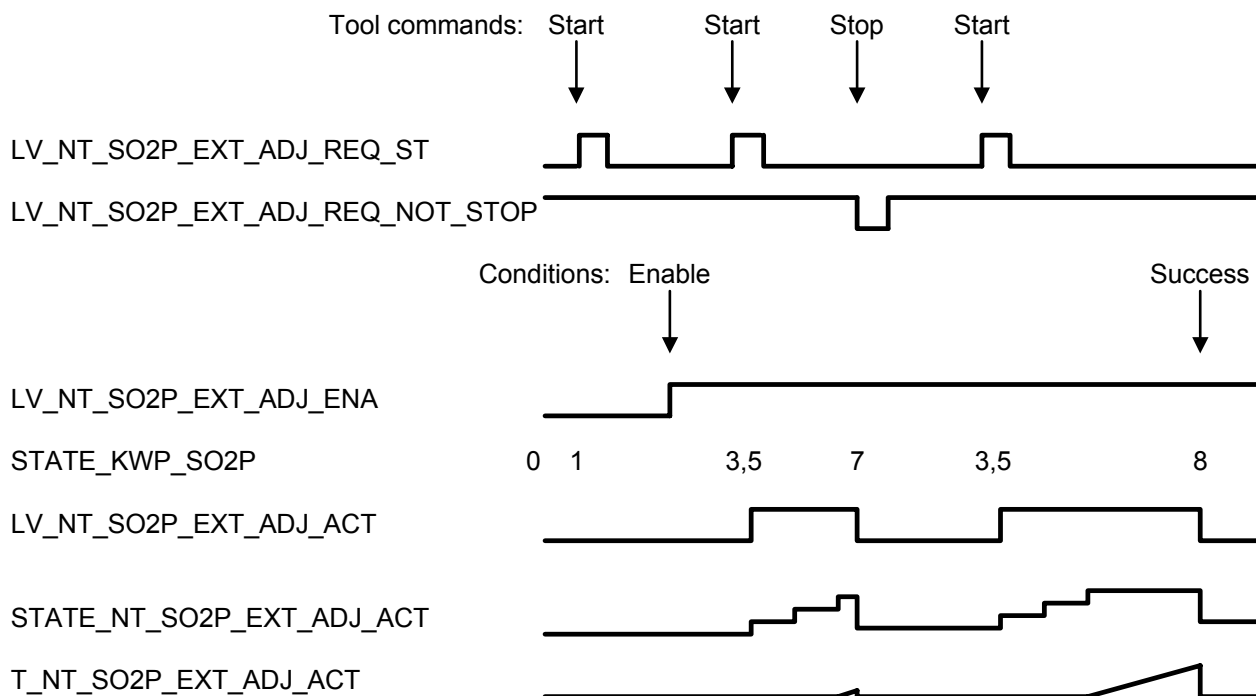 Tool commands: Start Start Stop Start
LV_NT_SO2P_EXT_ADJ_REQ_ST
LV_NT_SO2P_EXT_ADJ_REQ_NOT_STOP
Conditions: Enable Success
LV_NT_SO2P_EXT_ADJ_ENA
STATE_KWP_SO2P 0 1 3,5 7 3,5 8
LV_NT_SO2P_EXT_ADJ_ACT
STATE_NT_SO2P_EXT_ADJ_ACT
T_NT_SO2P_EXT_ADJ_ACT